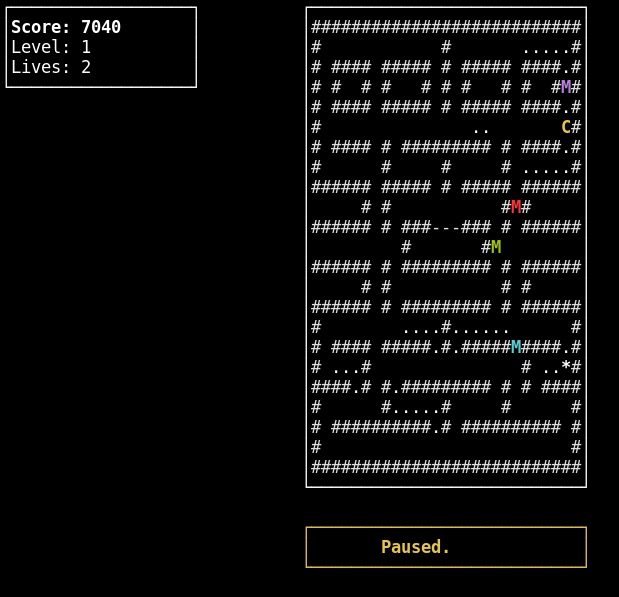 Score: 7040
Level: 1
Lives: 2
###########################
#            #       .....#
# #### ##### # ##### ####.#
# #  # #   # # #   # #  #M#
# #### ##### # ##### ####.#
#               ..       C#
# #### # ######### # ####.#
#      #     #     # .....#
###### ##### # ##### ######
     # #           #M#
###### # ###---### # ######
         #       #M
###### # ######### # ######
     # #           # #
###### # ######### # ######
#        ....#......      #
# #### #####.#.#####M####.#
# ...#               # ..*#
####.# #.######### # # ####
#      #.....#     #      #
# ##########.# ########## #
#                         #
###########################
Paused.